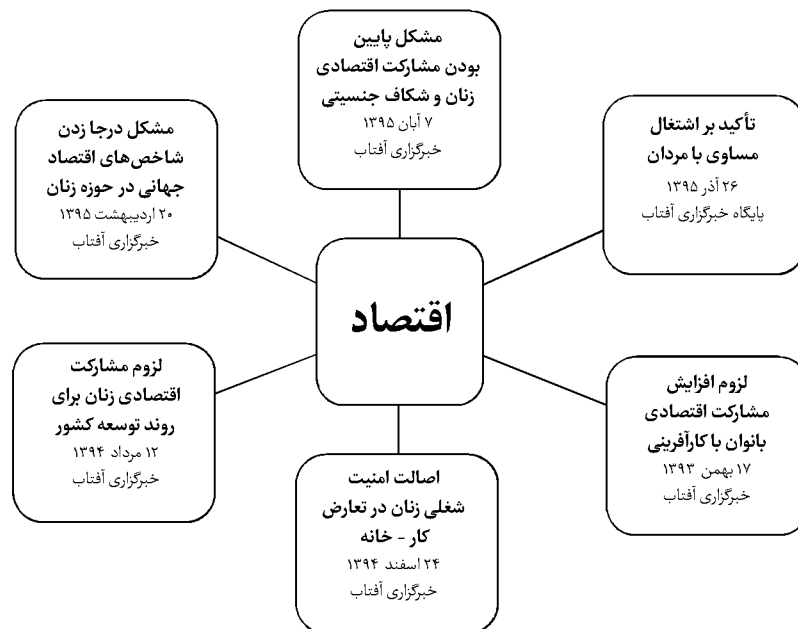 مشکل پایین
بودن مشارکت اقتصادی
زنان و شکاف جنسیتی
۷ آبان ۱۳۹۵
خبرگزاری آفتاب
تأکید بر اشتغال
مساوی با مردان
۲۶ آذر ۱۳۹۵
پایگاه خبرگزاری آفتاب
مشکل درجا زدن
شاخص‌های اقتصاد
جهانی در حوزه زنان
۲۰ اردیبهشت ۱۳۹۵
خبرگزاری آفتاب
اقتصاد
لزوم افزایش
مشارکت اقتصادی
بانوان با کارآفرینی
۱۷ بهمن ۱۳۹۳
خبرگزاری آفتاب
لزوم مشارکت
اقتصادی زنان برای
روند توسعه کشور
۱۲ مرداد ۱۳۹۴
خبرگزاری آفتاب
اصالت امنیت
شغلی زنان در تعارض
کار - خانه
۲۴ اسفند ۱۳۹۴
خبرگزاری آفتاب